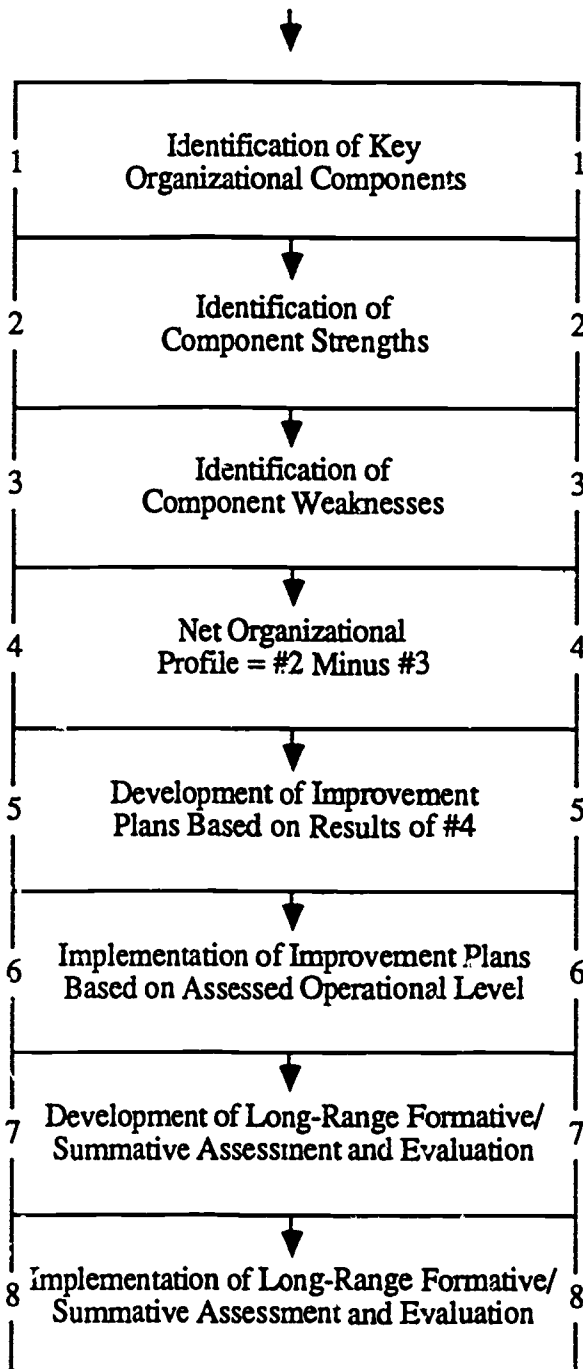 1 Identification of Key 1
Organizational Components
2 Identification of 2
Component Strengths
3 Identification of 3
Component Weaknesses
4 Net Organizational 4
Profile = #2 Minus #3
5 Development of Improvement 5
Plans Based on Results of #4
6 Implementation of Improvement Plans 6
Based on Assessed Operational Level
7 Development of Long-Range Formative/ 7
Summative Assessment and Evaluation
8 Implementation of Long-Range Formative/ 8
Summative Assessment and Evaluation